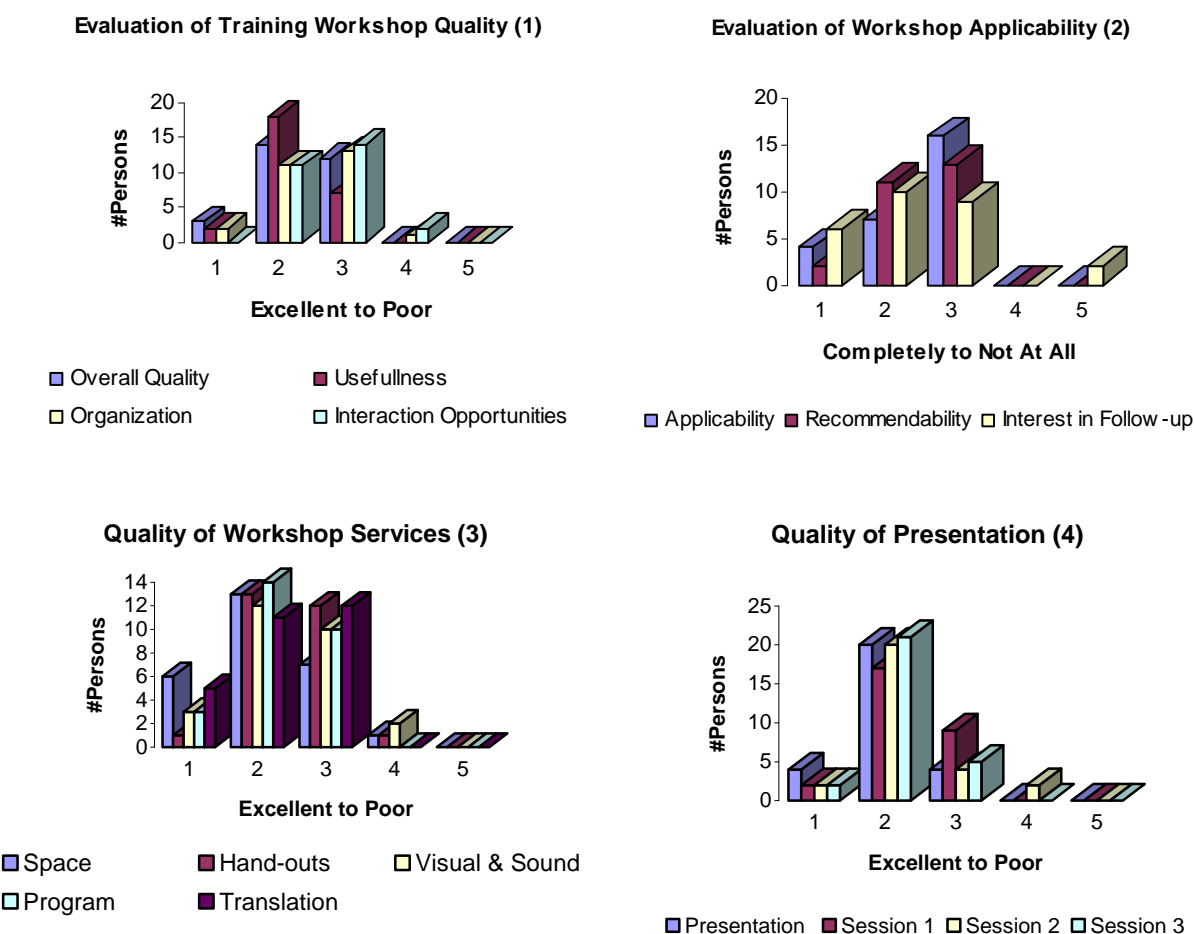 Evaluation of Training Workshop Quality (1)
20
15
10
5
0
#Persons
1 2 3 4 5
Excellent to Poor
Overall Quality Usefullness
Organization Interaction Opportunities
Evaluation of Workshop Applicability (2)
20
15
10
5
0
#Persons
1 2 3 4 5
Completely to Not At All
Applicability Recommendability Interest in Follow-up
Quality of Workshop Services (3)
14
12
10
8
6
4
2
0
#Persons
1 2 3 4 5
Excellent to Poor
Space Hand-outs Visual & Sound
Program Translation
Quality of Presentation (4)
25
20
15
10
5
0
#Persons
1 2 3 4 5
Excellent to Poor
Presentation Session 1 Session 2 Session 3